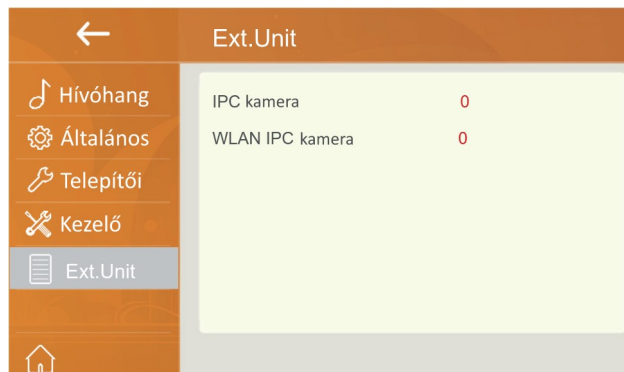 Ext.Unit
Hívóhang
Általános
Telepítői
Kezelő
Ext.Unit
IPC kamera 0
WLAN IPC kamera 0